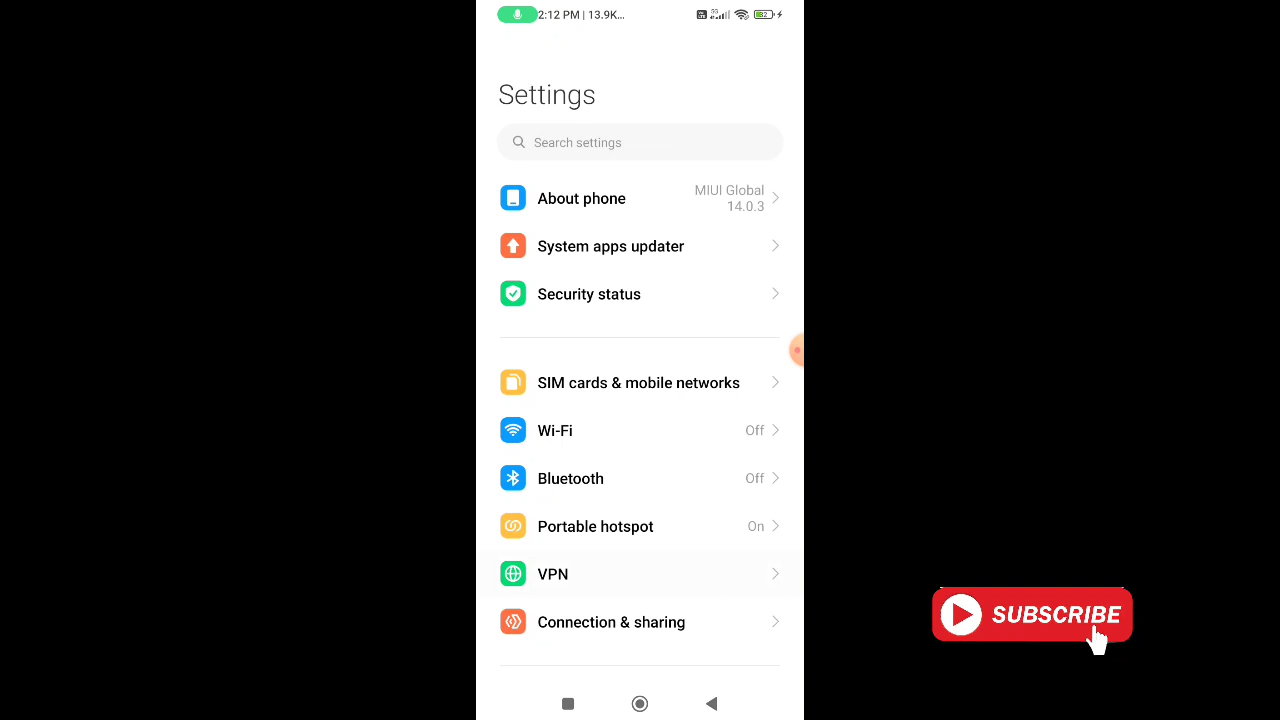 2:12 PM | 13.9K...
Settings
Search settings
About phone
MIUI Global
14.0.3
System apps updater
Security status
SIM cards & mobile networks
Wi-Fi
Off
Bluetooth
Off
Portable hotspot
On
VPN
Connection & sharing
SUBSCRIBE